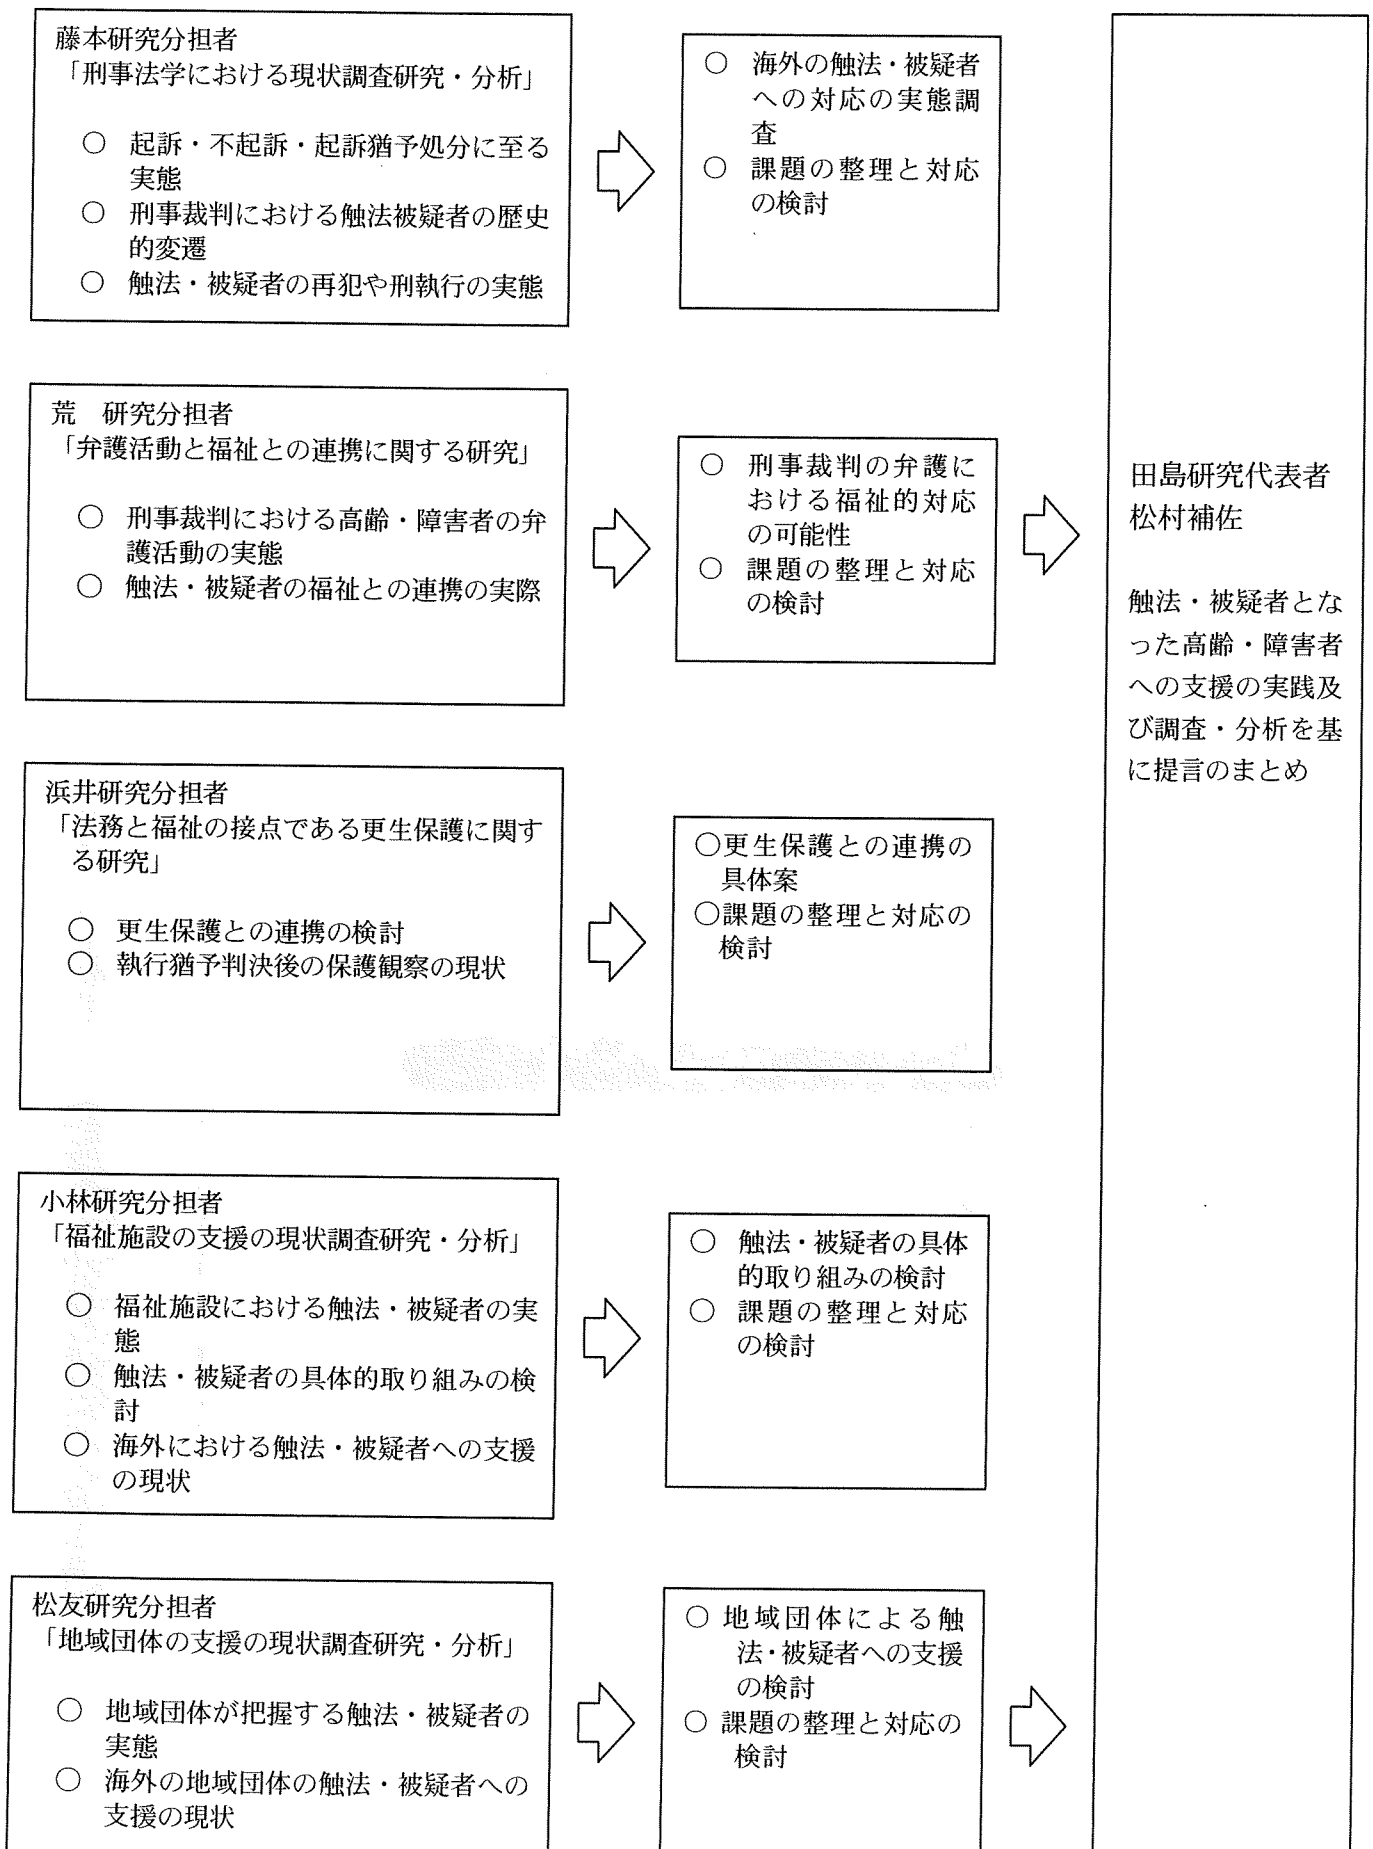 藤本研究分担者
「刑事法学における現状調査研究・分析」
○ 起訴・不起訴・起訴猶予処分に至る
実態
○ 刑事裁判における触法被疑者の歴史
的変遷
○ 触法・被疑者の再犯や刑執行の実態
○ 海外の触法・被疑者
への対応の実態調
査
○ 課題の整理と対応
の検討
荒 研究分担者
「弁護活動と福祉との連携に関する研究」
○ 刑事裁判における高齢・障害者の弁
護活動の実態
○ 触法・被疑者の福祉との連携の実際
○ 刑事裁判の弁護に
おける福祉的対応
の可能性
○ 課題の整理と対応
の検討
浜井研究分担者
「法務と福祉の接点である更生保護に関す
る研究」
○ 更生保護との連携の検討
○ 執行猶予判決後の保護観察の現状
○更生保護との連携の
具体案
○課題の整理と対応の
検討
小林研究分担者
「福祉施設の支援の現状調査研究・分析」
○ 福祉施設における触法・被疑者の実
態
○ 触法・被疑者の具体的取り組みの検
討
○ 海外における触法・被疑者への支援
の現状
○ 触法・被疑者の具体
的取り組みの検討
○ 課題の整理と対応
の検討
松友研究分担者
「地域団体の支援の現状調査研究・分析」
○ 地域団体が把握する触法・被疑者の
実態
○ 海外の地域団体の触法・被疑者への
支援の現状
○ 地域団体による触
法・被疑者への支援
の検討
○ 課題の整理と対応の
検討
田島研究代表者
松村補佐
触法・被疑者とな
った高齢・障害者
への支援の実践及
び調査・分析を基
に提言のまとめ